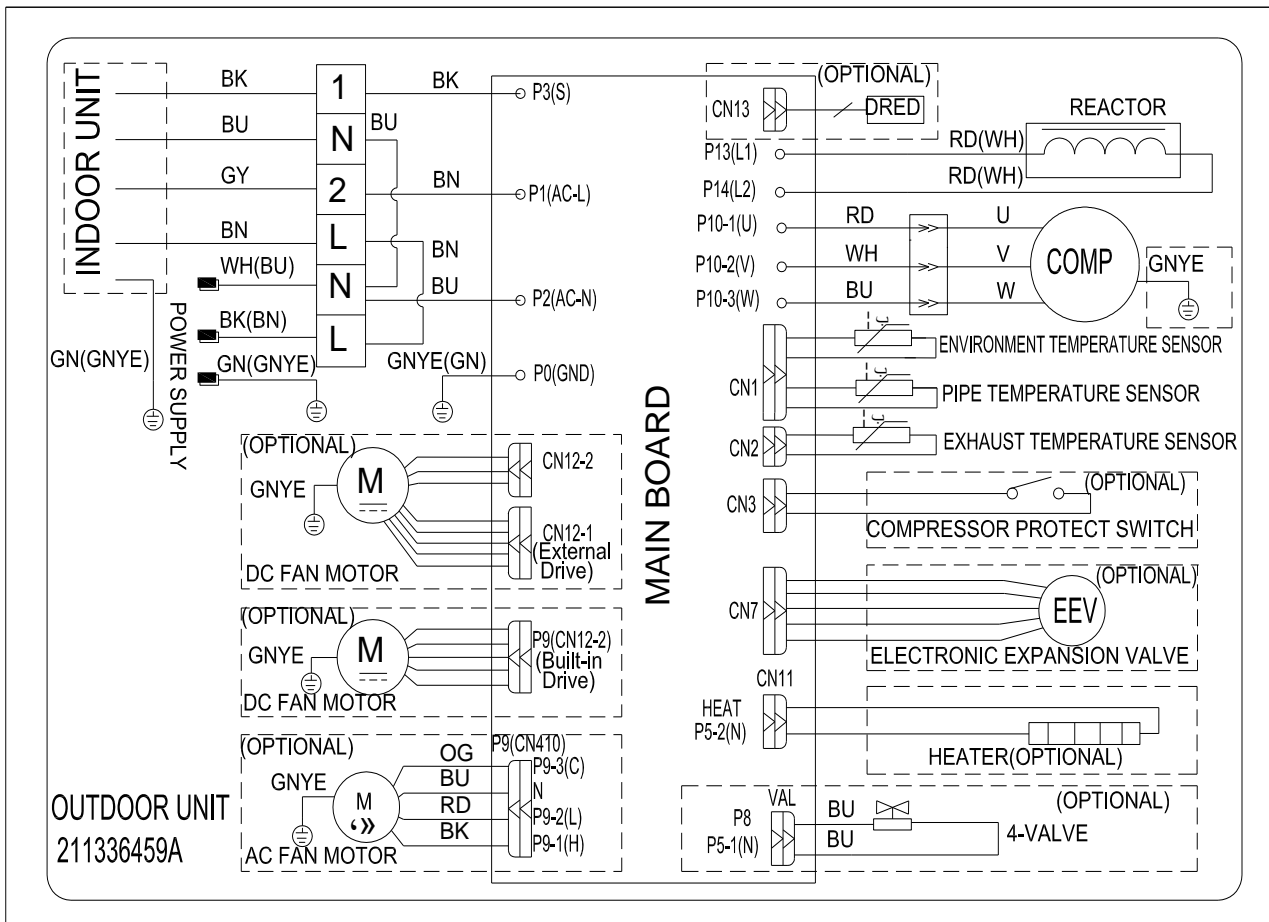 INDOOR UNIT
BK
BU
GY
BN
WH(BU)
BK(BN)
GN(GNYE)
GN(GNYE)
POWER SUPPLY
1
N
2
L
N
L
BK
BU
BN
BN
BU
GNYE(GN)
P3(S)
P1(AC-L)
P2(AC-N)
P0(GND)
MAIN BOARD
(OPTIONAL)
CN13
DRED
REACTOR
P13(L1)
RD(WH)
P14(L2)
RD(WH)
P10-1(U)
RD
U
P10-2(V)
WH
V
P10-3(W)
BU
W
COMP
GNYE
CN1
ENVIRONMENT TEMPERATURE SENSOR
PIPE TEMPERATURE SENSOR
CN2
EXHAUST TEMPERATURE SENSOR
CN3
(OPTIONAL)
COMPRESSOR PROTECT SWITCH
CN7
(OPTIONAL)
EEV
ELECTRONIC EXPANSION VALVE
CN11
HEAT
P5-2(N)
HEATER(OPTIONAL)
(OPTIONAL)
VAL
P8
P5-1(N)
BU
BU
4-VALVE
(OPTIONAL)
M
GNYE
CN12-2
CN12-1
(External
Drive)
DC FAN MOTOR
(OPTIONAL)
M
GNYE
P9(CN12-2)
(Built-in
Drive)
DC FAN MOTOR
(OPTIONAL)
GNYE
M
OG
BU
RD
BK
P9(CN410)
P9-3(C)
N
P9-2(L)
P9-1(H)
AC FAN MOTOR
OUTDOOR UNIT
211336459A